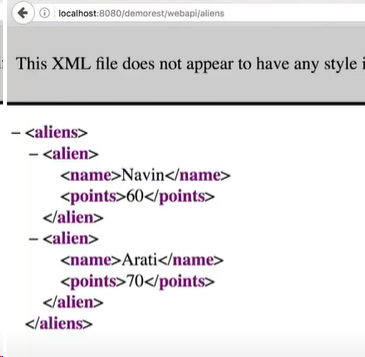 localhost:8080/demorest/webapi/aliens
This XML file does not appear to have any style i
– <aliens>
– <alien>
<name>Navin</name>
<points>60</points>
</alien>
– <alien>
<name>Arati</name>
<points>70</points>
</alien>
</aliens>